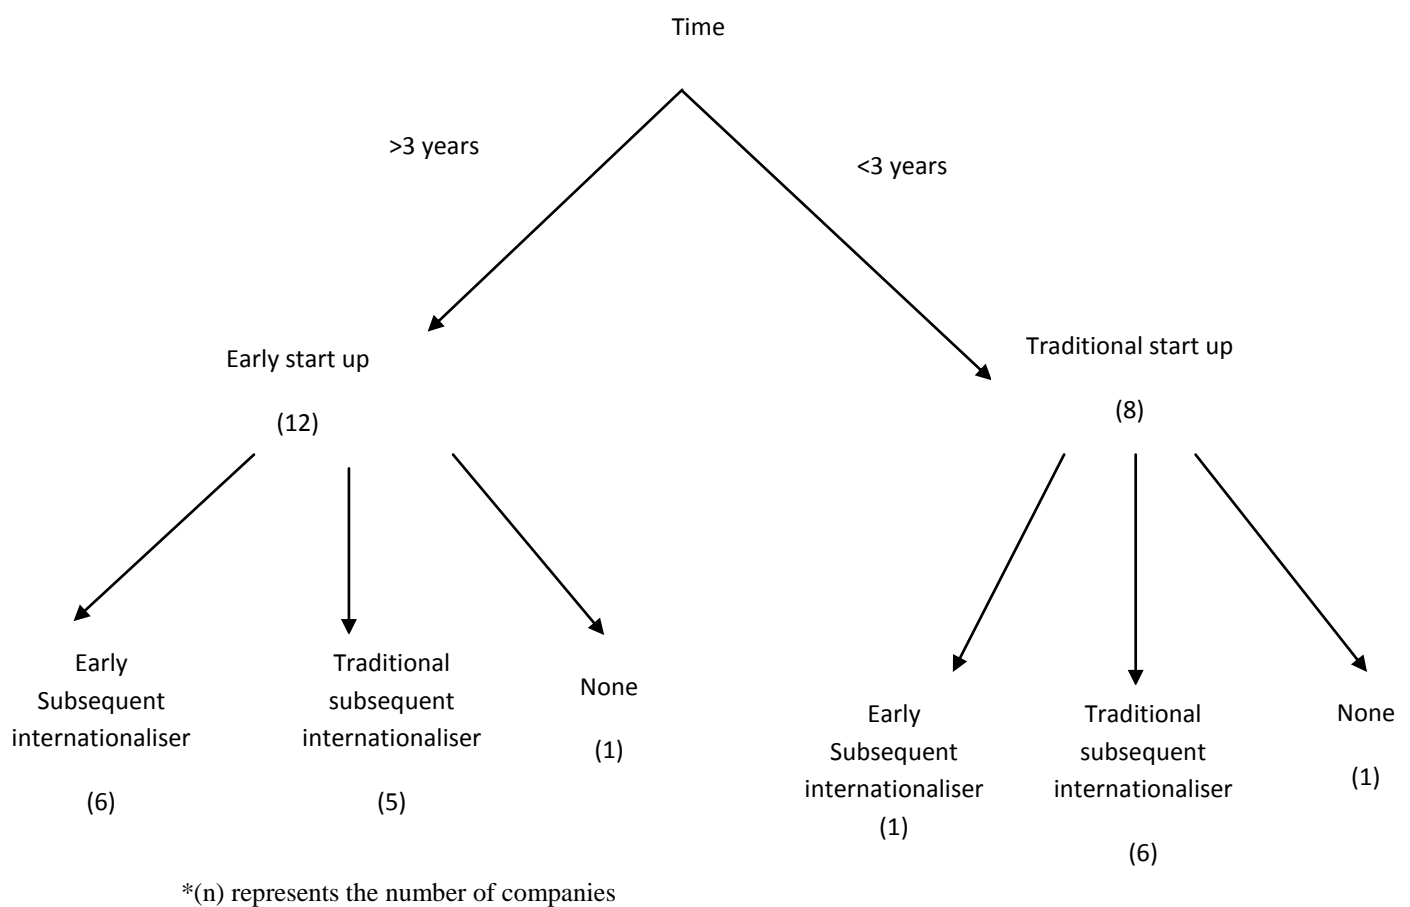 Time
>3 years
<3 years
Early start up
(12)
Traditional start up
(8)
Early
Subsequent
internationaliser
(6)
Traditional
subsequent
internationaliser
(5)
None
(1)
Early
Subsequent
internationaliser
(1)
Traditional
subsequent
internationaliser
(6)
None
(1)
*(n) represents the number of companies